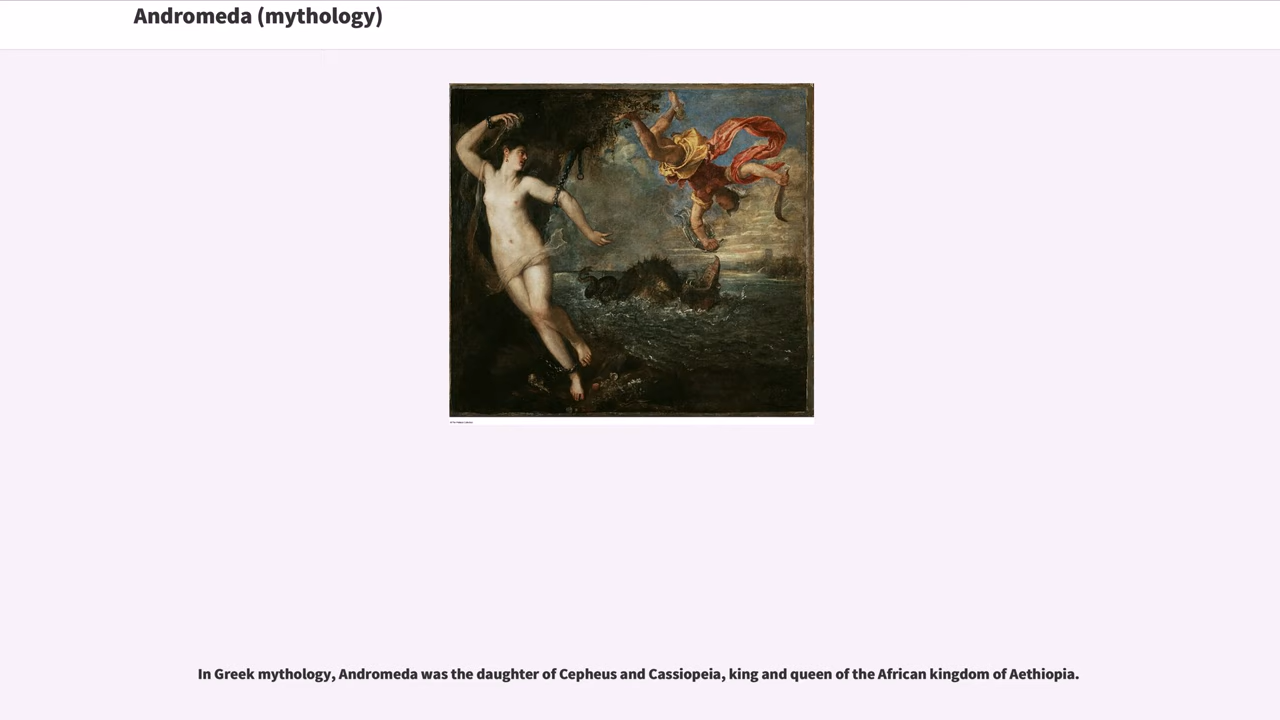 Andromeda (mythology)
In Greek mythology, Andromeda was the daughter of Cepheus and Cassiopeia, king and queen of the African kingdom of Aethiopia.